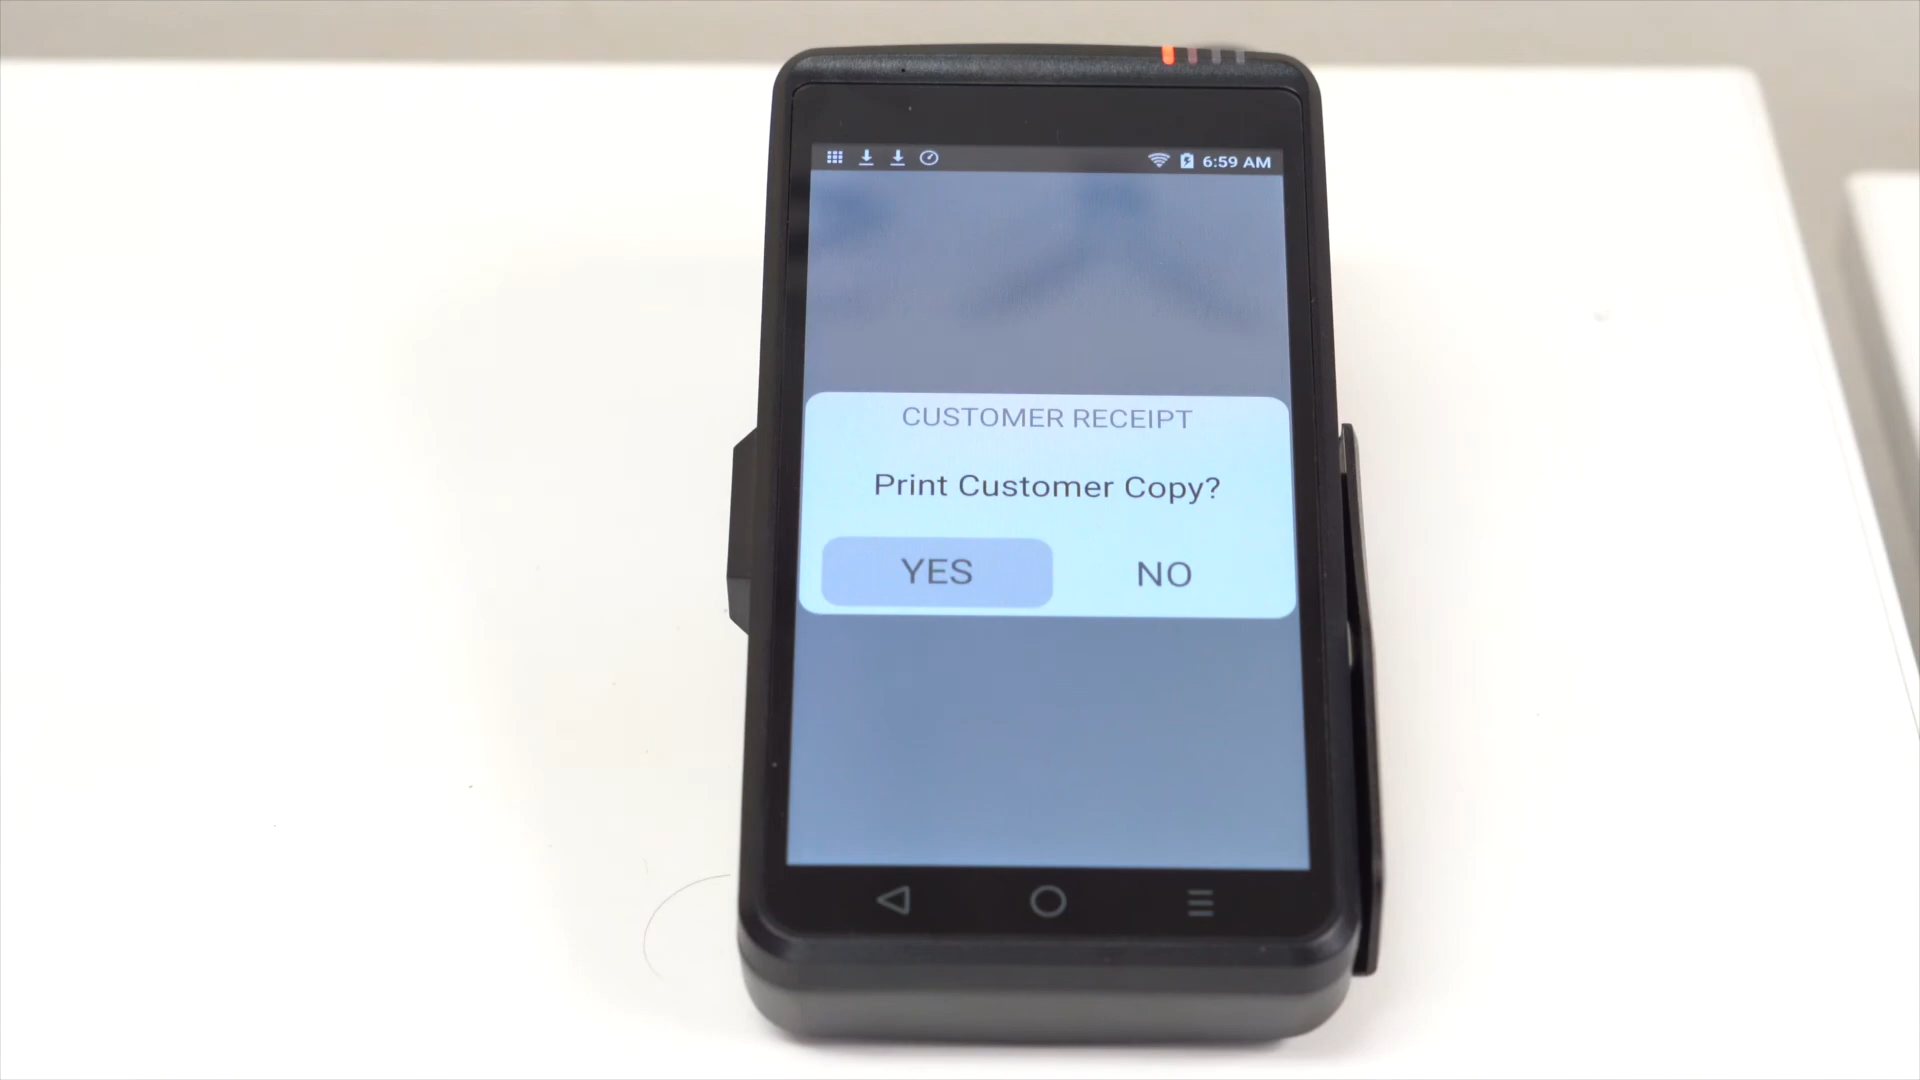 6:59 AM
CUSTOMER RECEIPT
Print Customer Copy?
YES NO